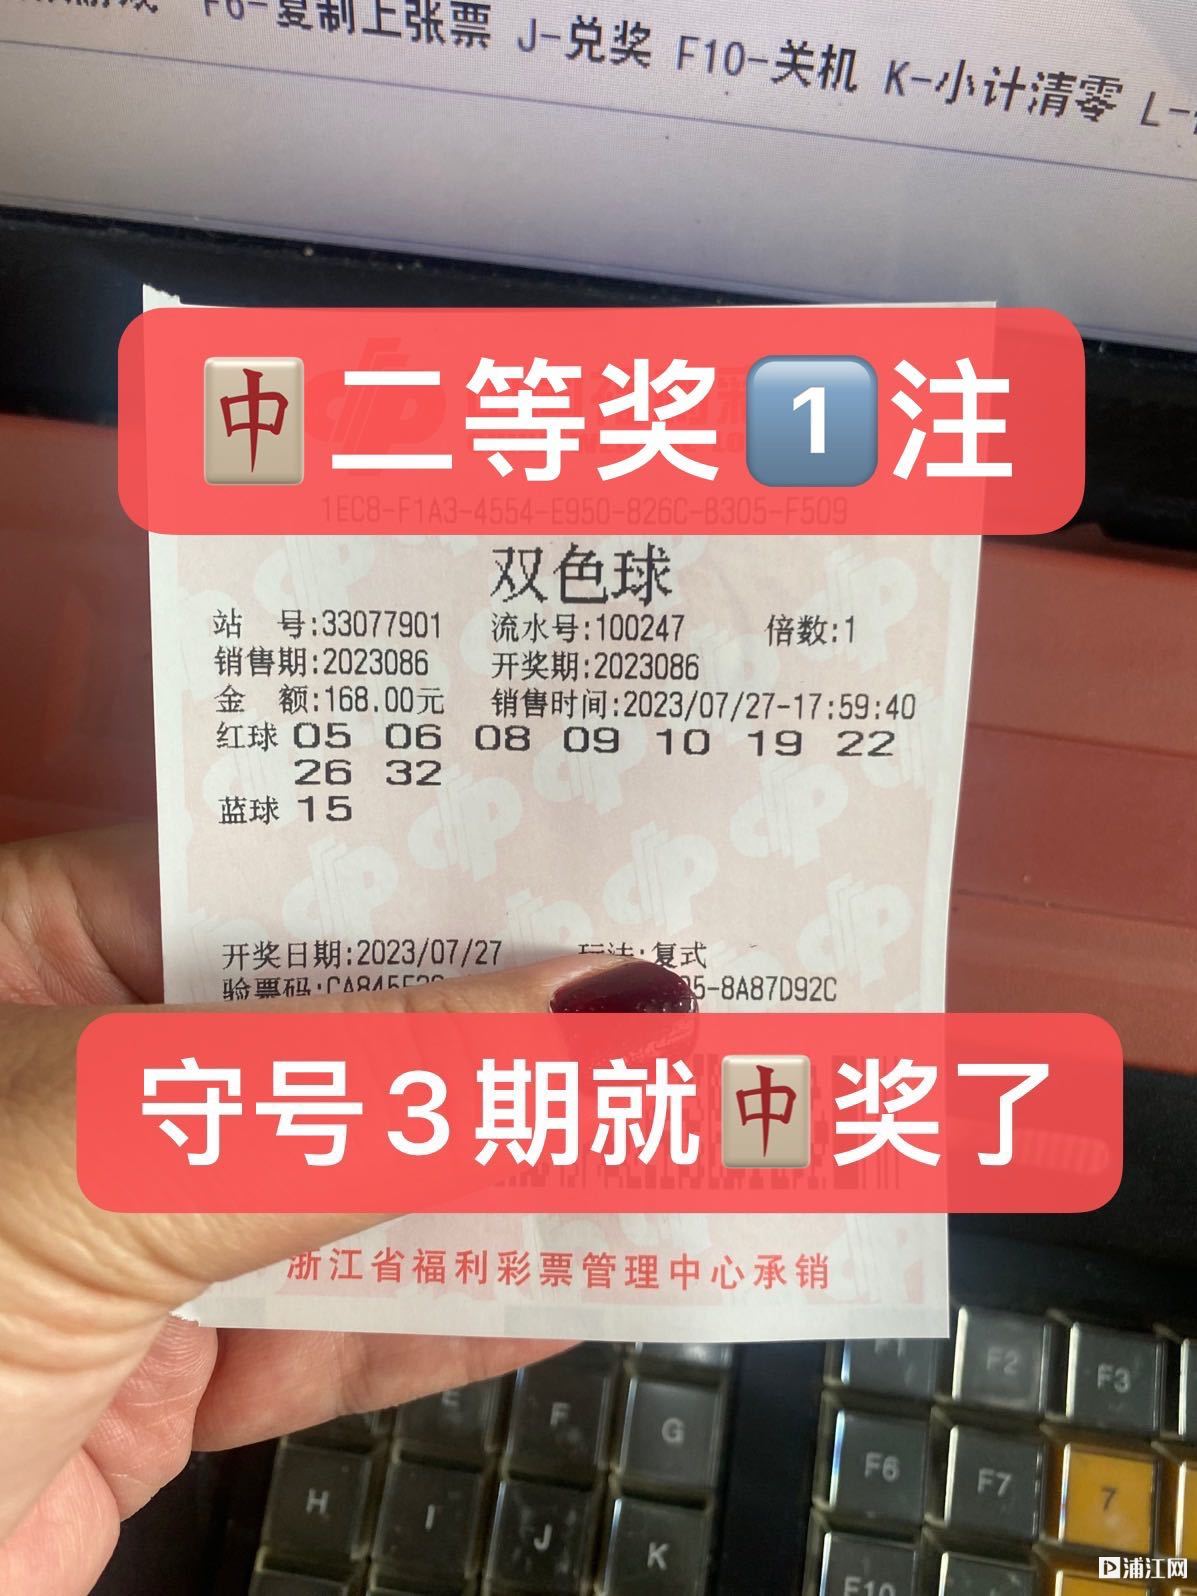 F6-复制上张票 J-兑奖 F10-关机 K-小计清零 L-
🀄二等奖1️⃣注
1EC8-F1A3-4554-E950-826C-B305-F509
双色球
站 号:33077901 流水号:100247 倍数:1
销售期:2023086 开奖期:2023086
金 额:168.00元 销售时间:2023/07/27-17:59:40
红球 05 06 08 09 10 19 22
26 32
蓝球 15
开奖日期:2023/07/27 玩法:复式
验票码:CA845F 5-8A87D92C
守号3期就🀄奖了
浙江省福利彩票管理中心承销
F1 F2 F3
E F G
F6 F7 7
H I J K
F10
浦江网